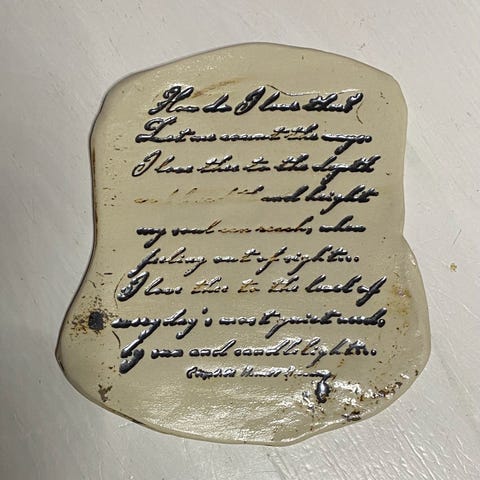 How do I love thee?
Let me count the ways
I love thee to the depth
and breadth and height
my soul can reach, when
feeling out of sight...
I love thee to the level of
every day's most quiet need,
by sun and candlelight...